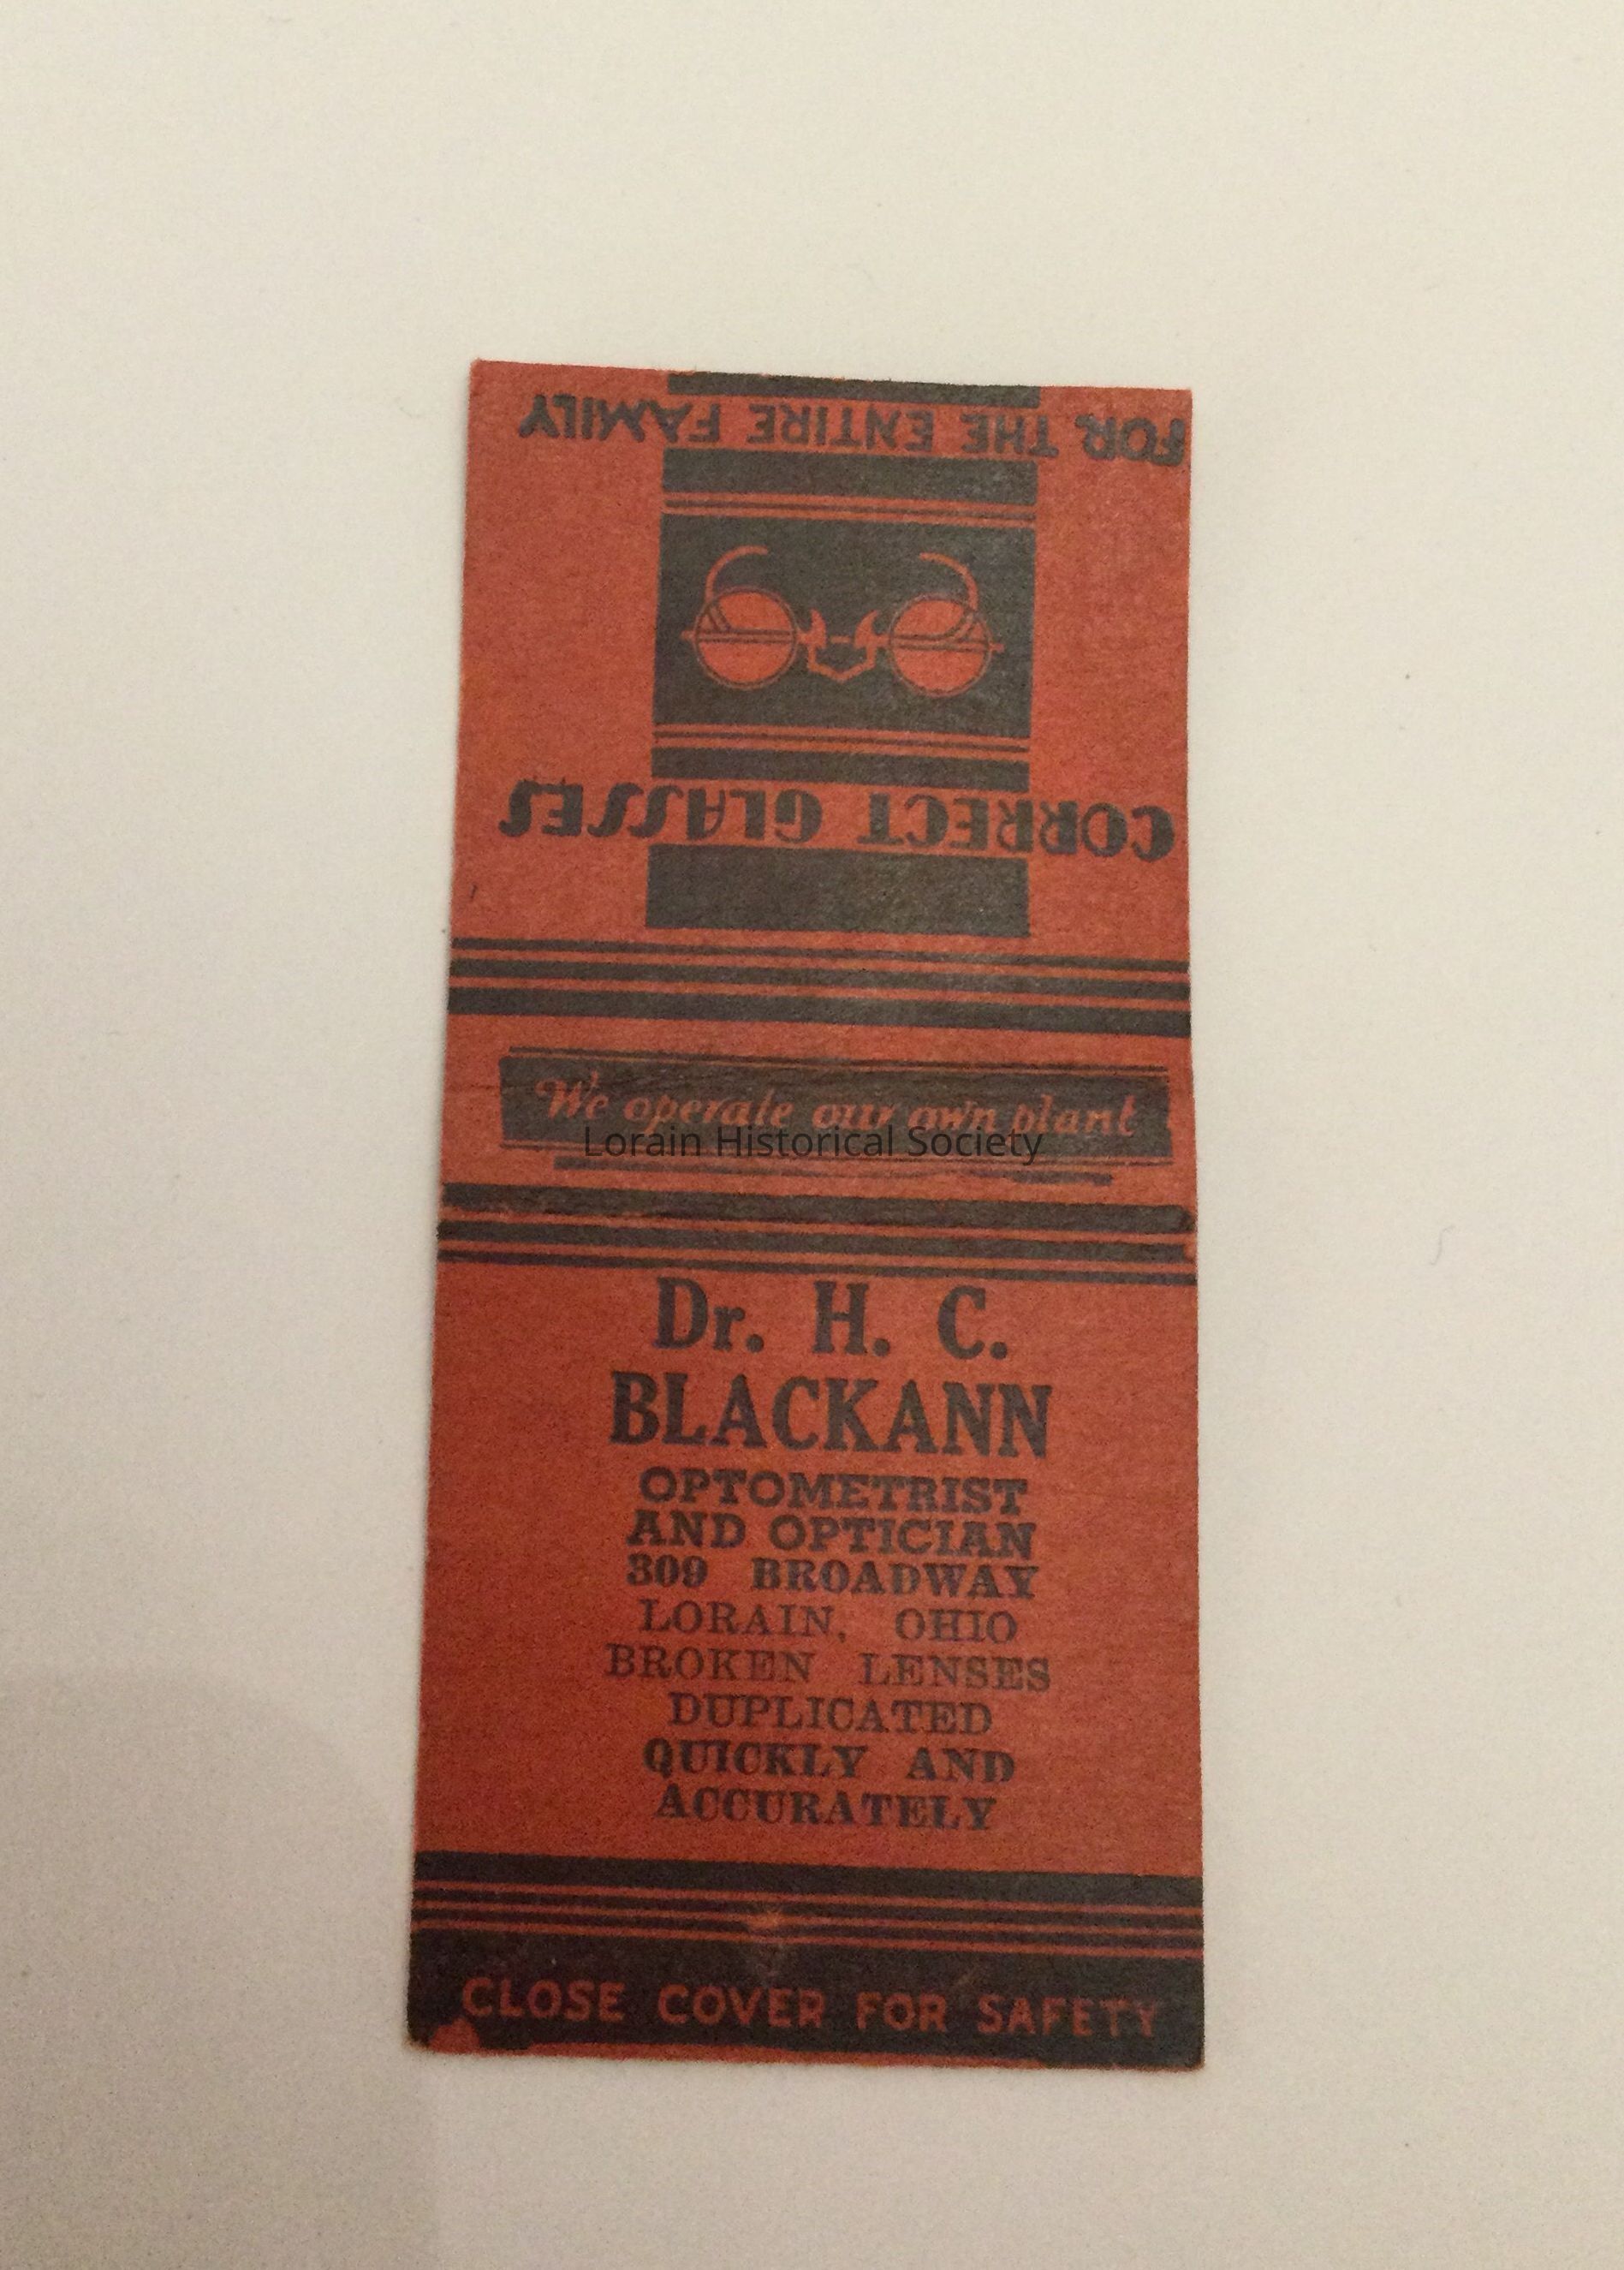 FOR THE ENTIRE FAMILY
CORRECT GLASSES
We operate our own plant
Lorain Historical Society
Dr. H. C.
BLACKANN
OPTOMETRIST
AND OPTICIAN
309 BROADWAY
LORAIN, OHIO
BROKEN LENSES
DUPLICATED
QUICKLY AND
ACCURATELY
CLOSE COVER FOR SAFETY